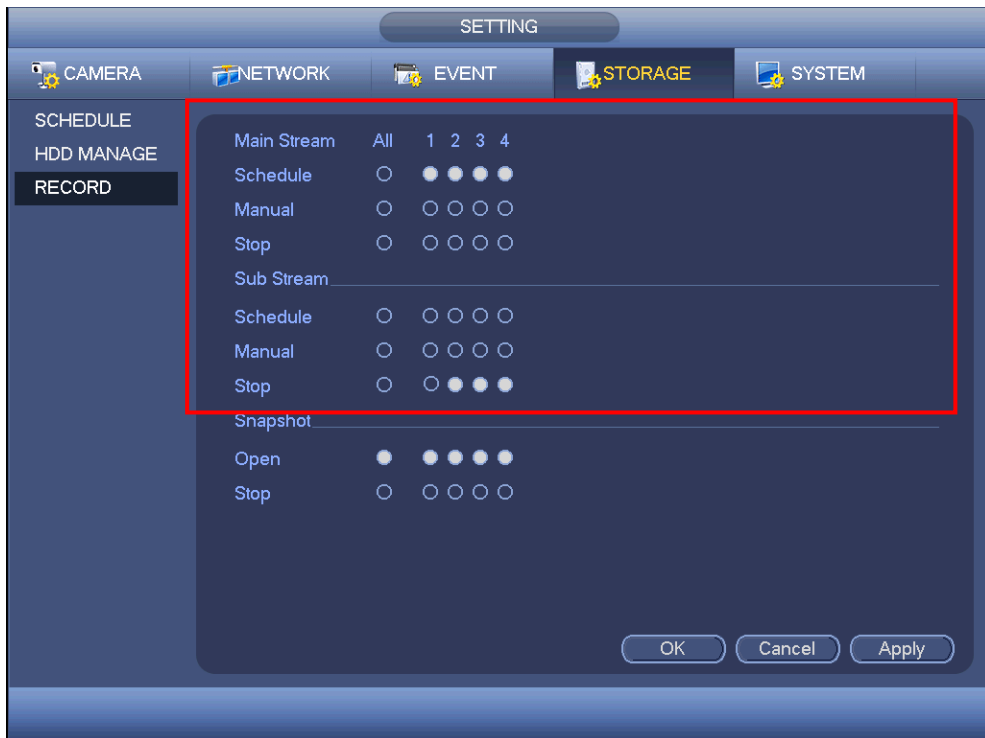 SETTING
CAMERA NETWORK EVENT STORAGE SYSTEM
SCHEDULE
HDD MANAGE
RECORD
Main Stream All 1 2 3 4
Schedule
Manual
Stop
Sub Stream
Schedule
Manual
Stop
Snapshot
Open
Stop
OK Cancel Apply